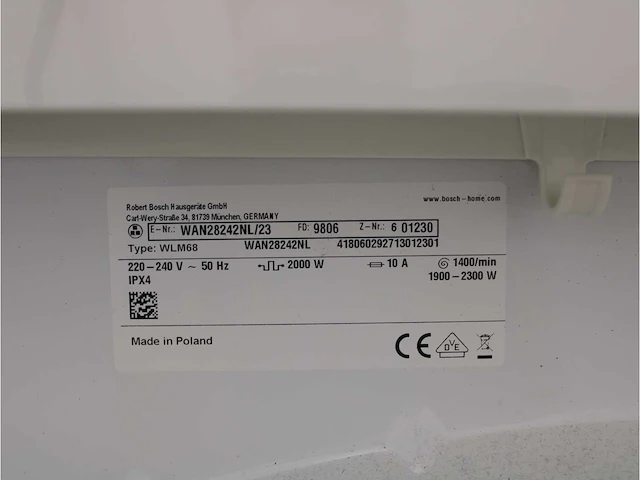 Robert Bosch Hausgeräte GmbH www.bosch-home.com
Carl-Wery-Straße 34, 81739 München, GERMANY
E-Nr.: WAN28242NL/23 FD: 9806 Z-Nr.: 6 01230
Type: WLM68 WAN28242NL 418060292713012301
220-240 V ~ 50 Hz 2000 W 10 A 1400/min
IPX4 1900-2300 W
Made in Poland CE VDE